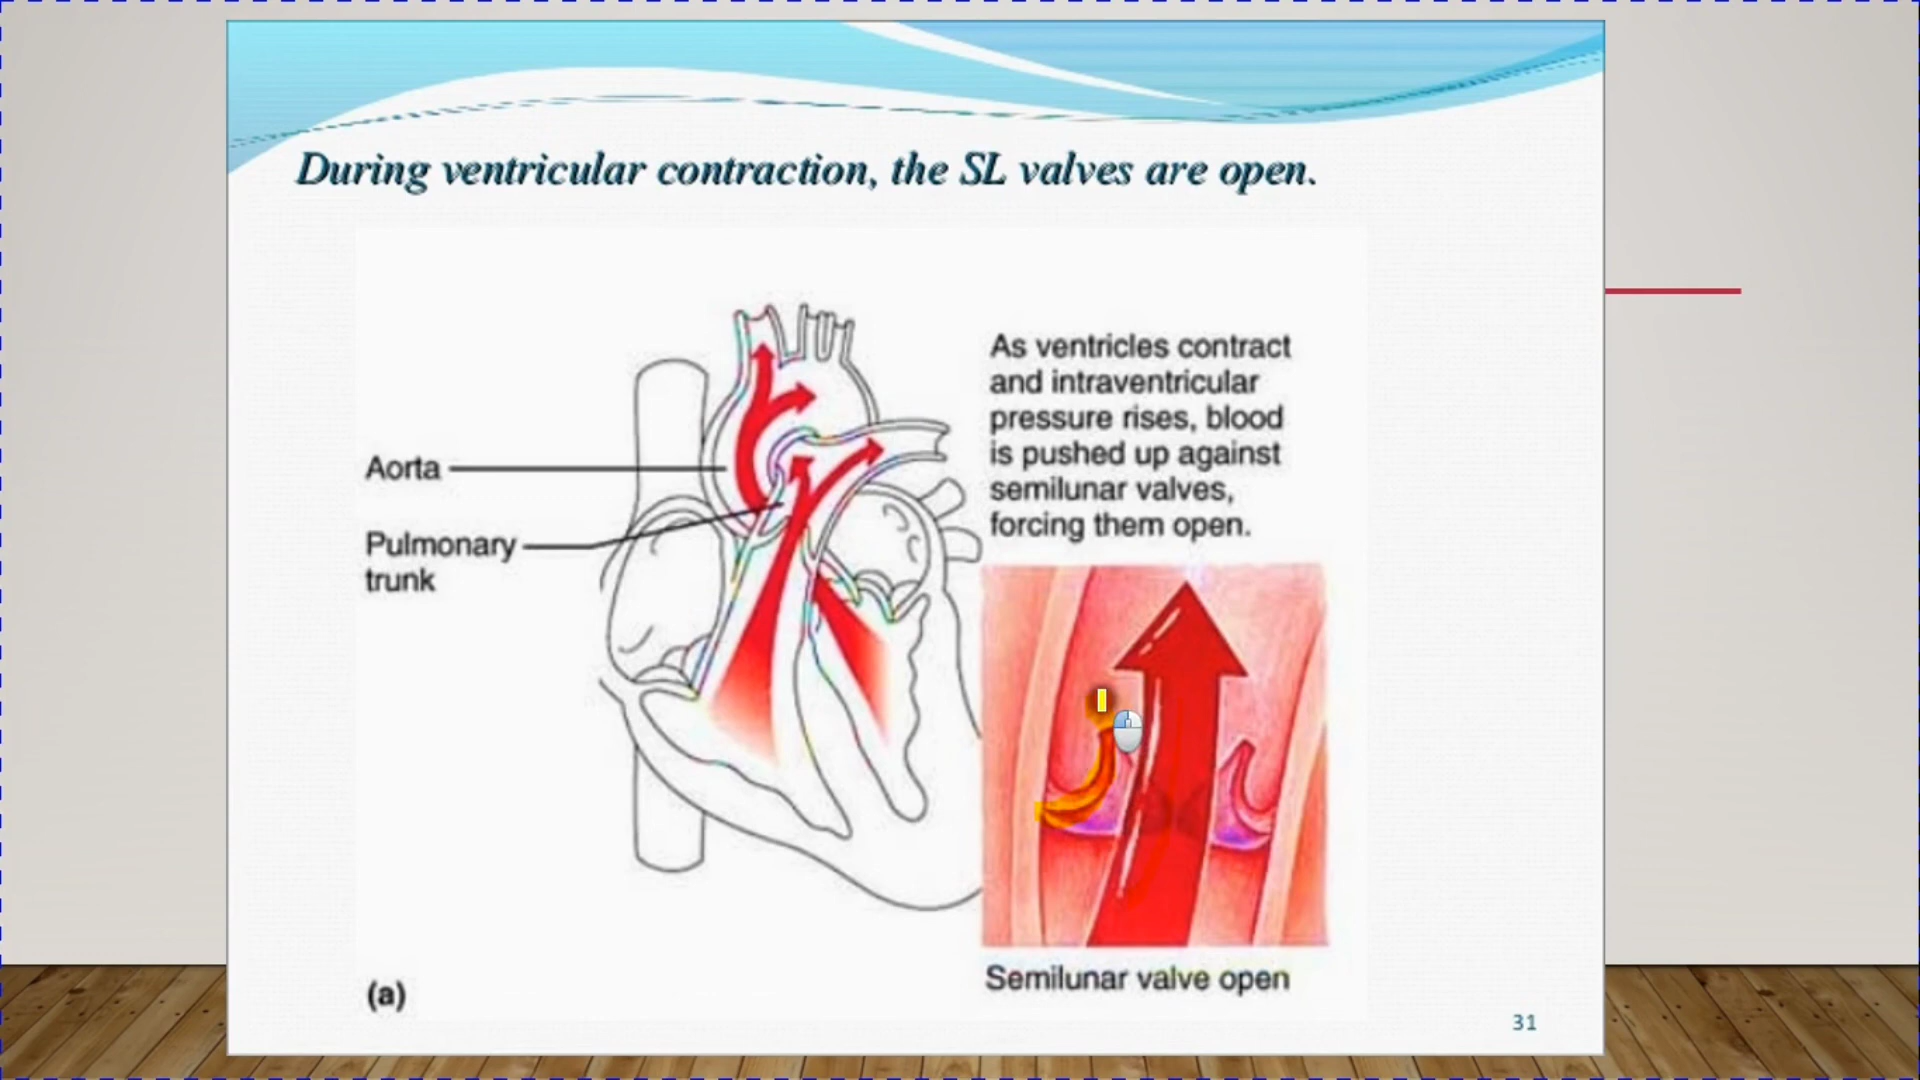 During ventricular contraction, the SL valves are open.
As ventricles contract
and intraventricular
pressure rises, blood
is pushed up against
semilunar valves,
forcing them open.
Aorta
Pulmonary
trunk
Semilunar valve open
(a)
31